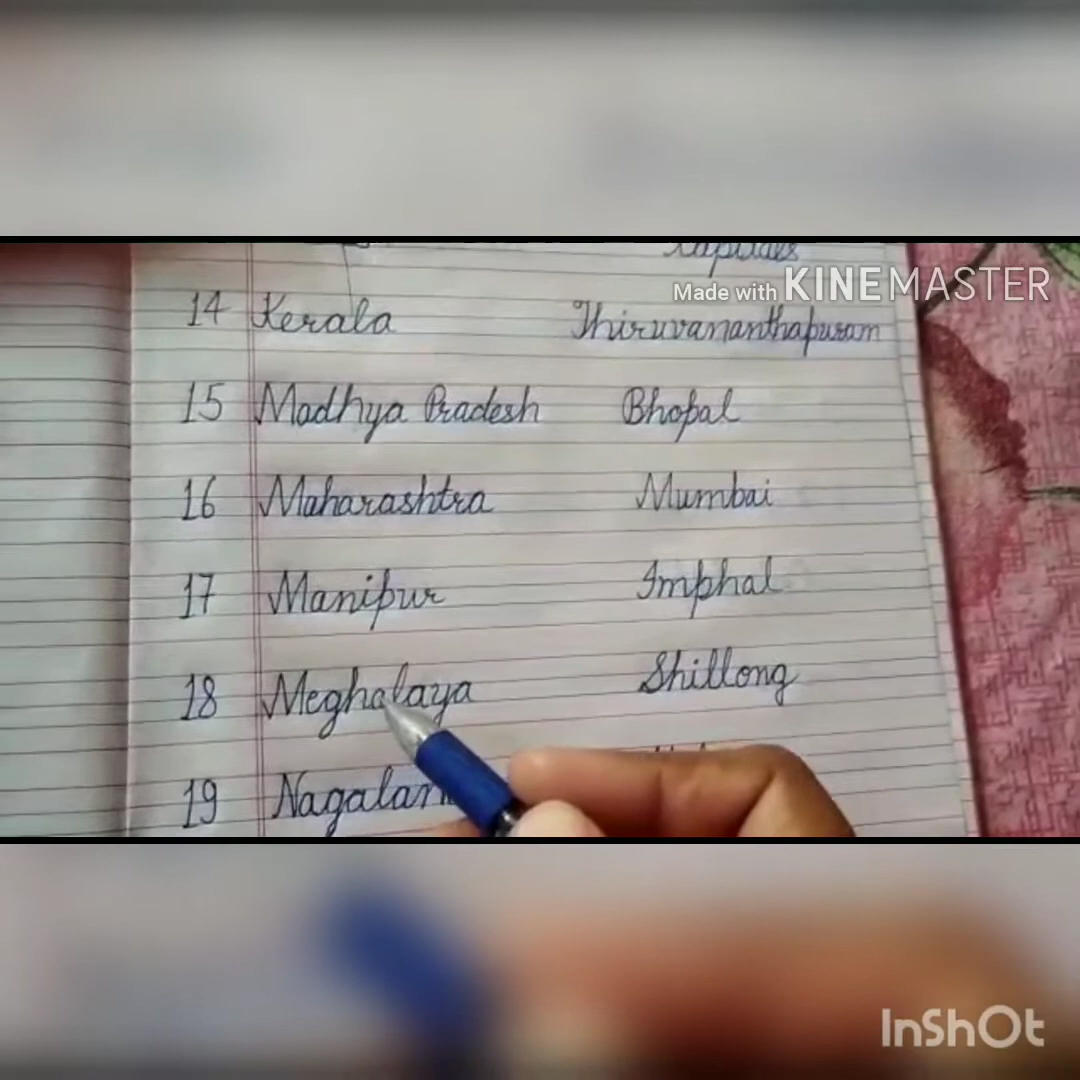 Capitals
Made with KINEMASTER
14 Kerala Thiruvananthapuram
15 Madhya Pradesh Bhopal
16 Maharashtra Mumbai
17 Manipur Imphal
18 Meghalaya Shillong
19
InShOt